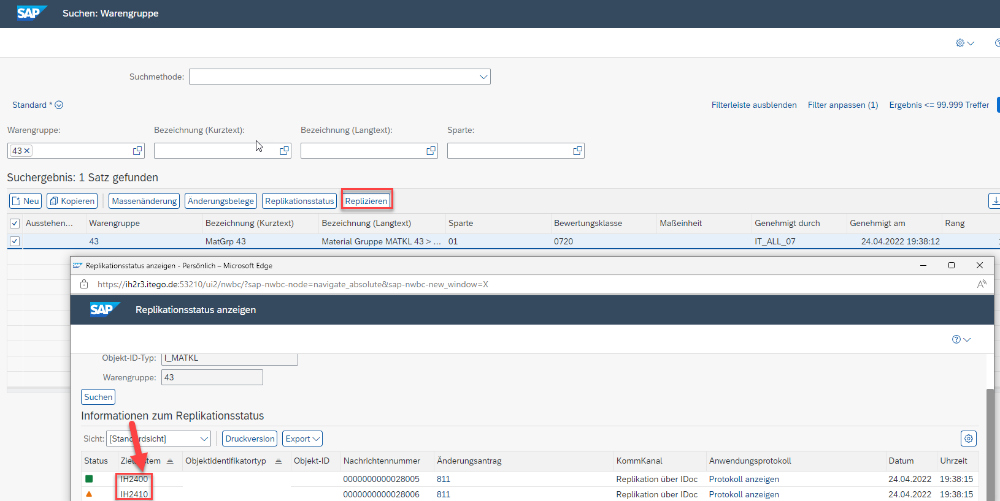 SAP Suchen: Warengruppe
Suchmethode:
Standard * Filterleiste ausblenden Filter anpassen (1) Ergebnis <= 99.999 Treffer
Warengruppe: Bezeichnung (Kurztext): Bezeichnung (Langtext): Sparte:
43
Suchergebnis: 1 Satz gefunden
Neu Kopieren Massenänderung Änderungsbelege Replikationsstatus Replizieren
Ausstehen... Warengruppe Bezeichnung (Kurztext) Bezeichnung (Langtext) Sparte Bewertungsklasse Maßeinheit Genehmigt durch Genehmigt am Rang
43 MatGrp 43 Material Gruppe MATKL 43 > ... 01 0720 IT_ALL_07 24.04.2022 19:38:12
SAP Replikationsstatus anzeigen - Persönlich – Microsoft Edge
https://ih2r3.itego.de:53210/ui2/nwbc/?sap-nwbc-node=navigate_absolute&sap-nwbc-new_window=X
SAP Replikationsstatus anzeigen
Objekt-ID-Typ: I_MATKL
Warengruppe: 43
Suchen
Informationen zum Replikationsstatus
Sicht: [Standardsicht] Druckversion Export
Status Zielsystem Objektidentifikatortyp Objekt-ID Nachrichtennummer Änderungsantrag KommKanal Anwendungsprotokoll Datum Uhrzeit
IH2400 0000000000028005 811 Replikation über IDoc Protokoll anzeigen 24.04.2022 19:38:15
IH2410 0000000000028006 811 Replikation über IDoc Protokoll anzeigen 24.04.2022 19:38:15